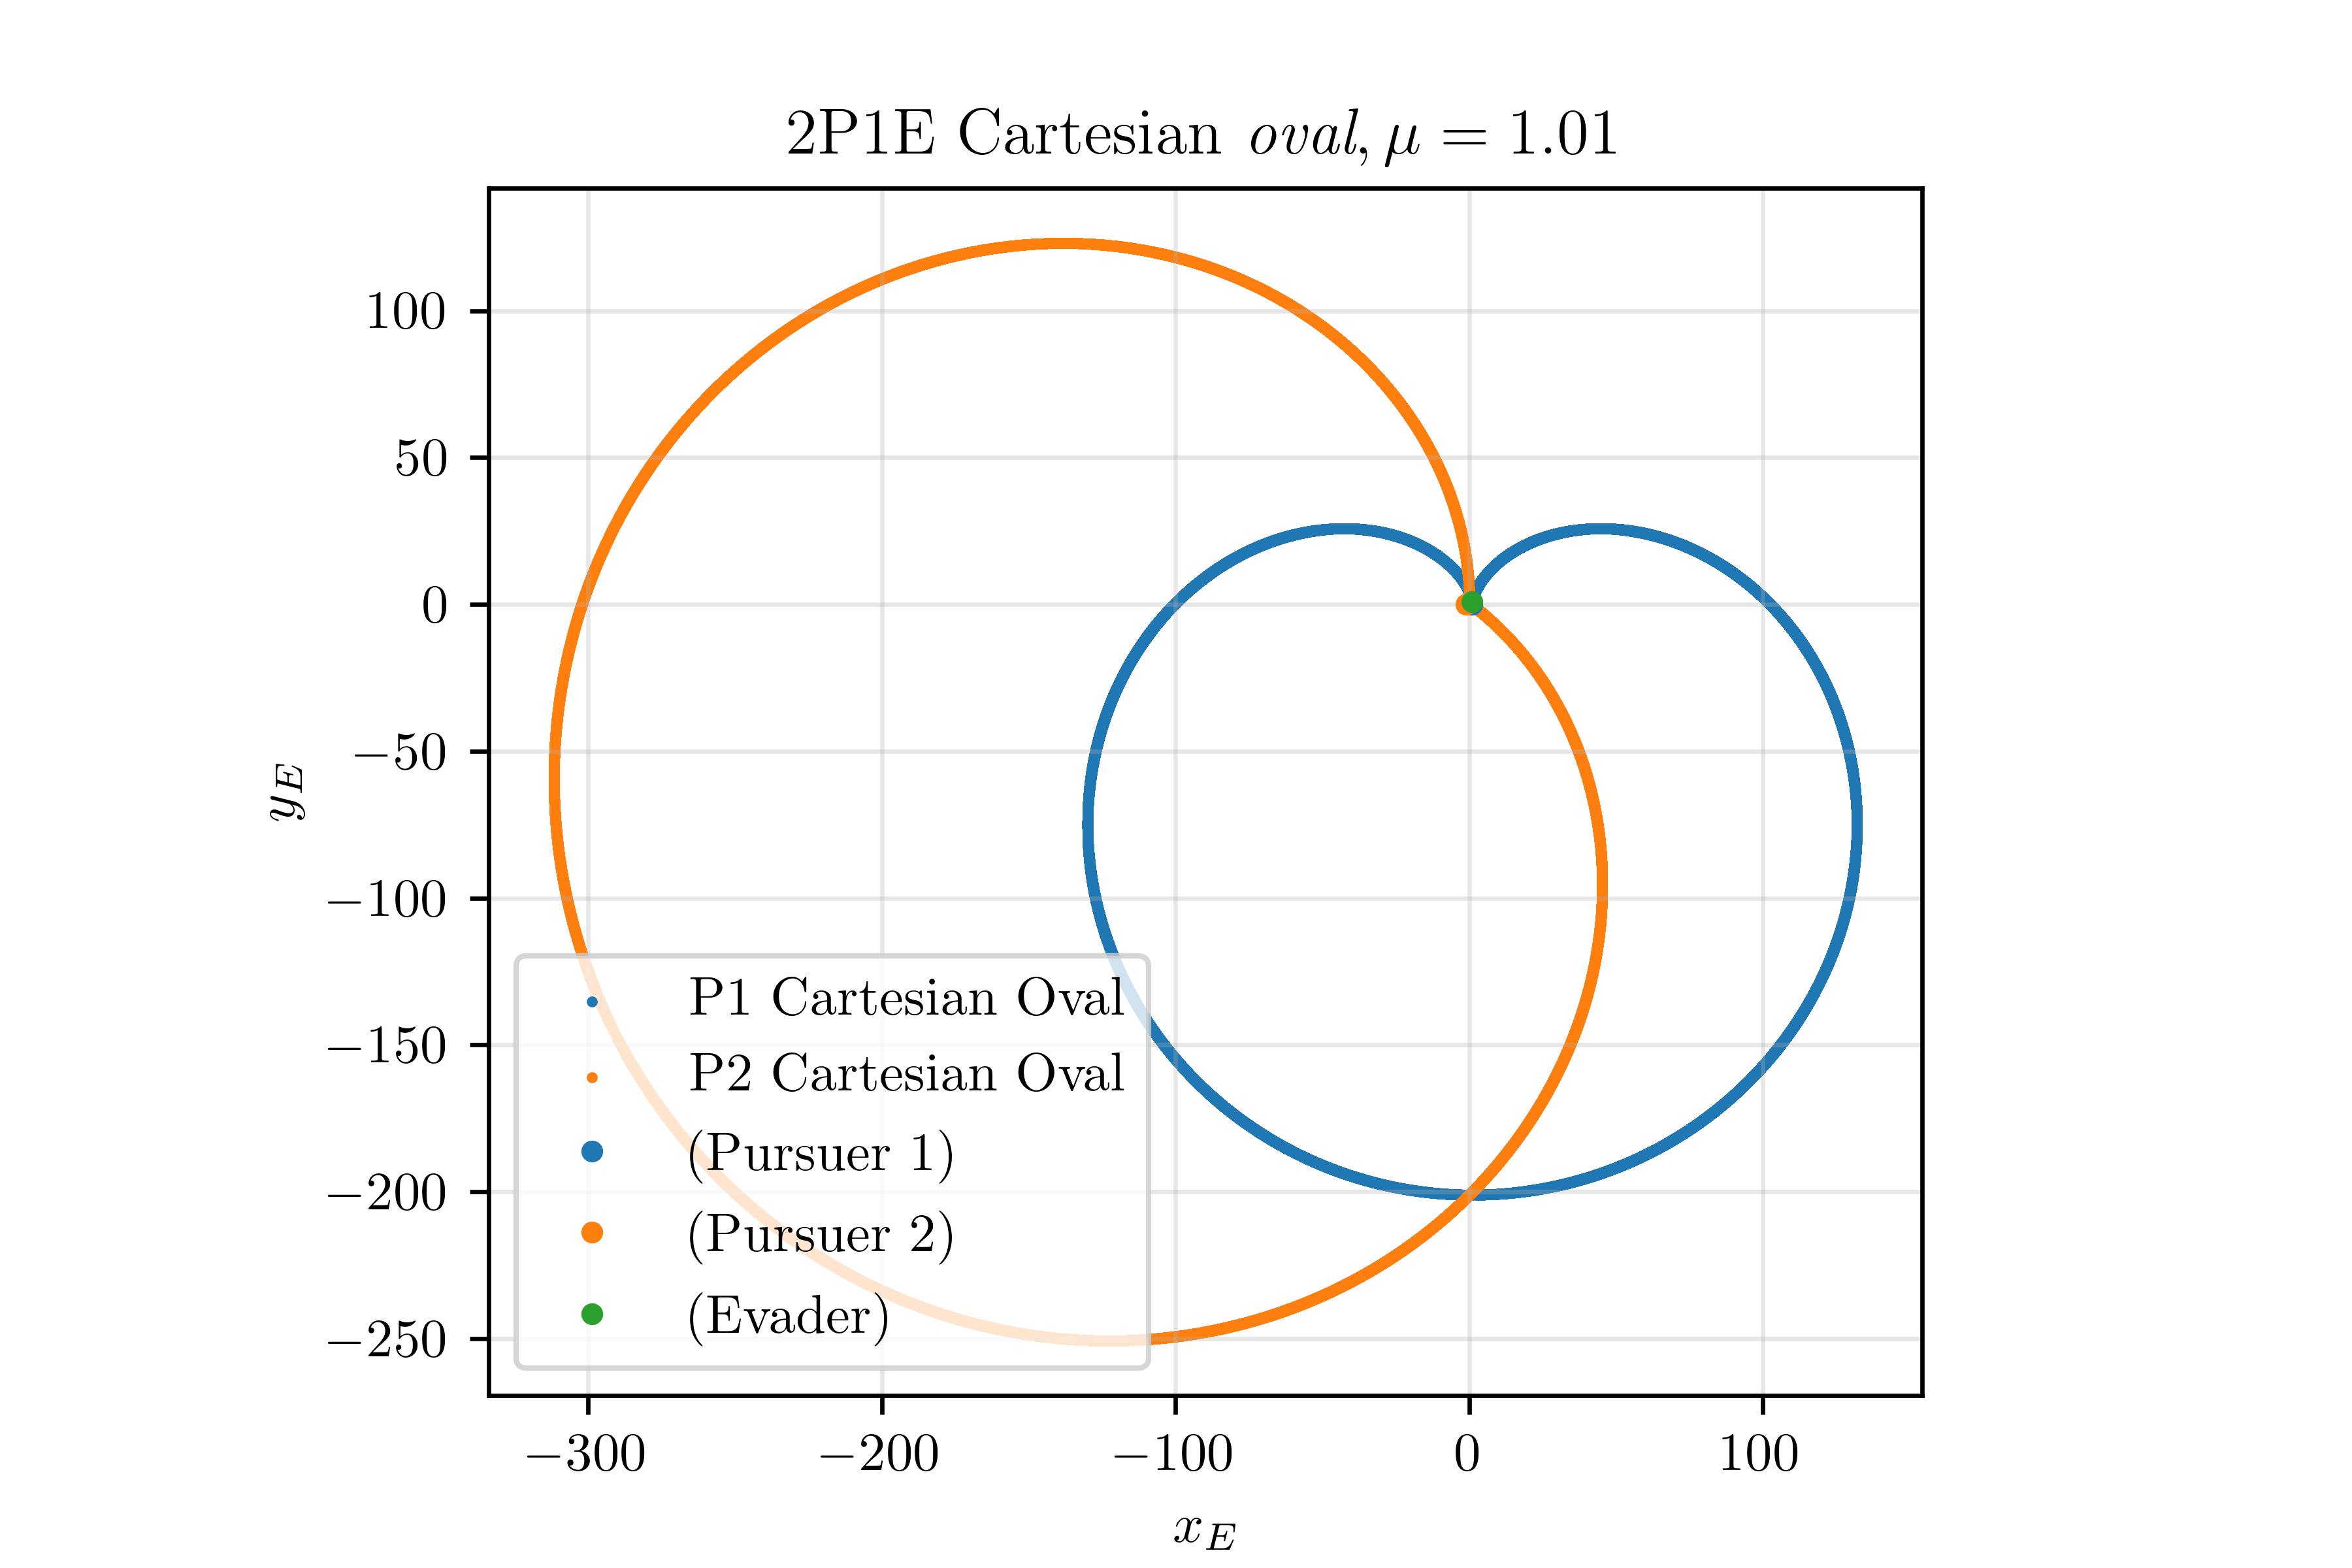 2P1E Cartesian oval, μ = 1.01
100
50
0
−50
−100
−150
−200
−250
y_E
P1 Cartesian Oval
P2 Cartesian Oval
(Pursuer 1)
(Pursuer 2)
(Evader)
−300 −200 −100 0 100
x_E